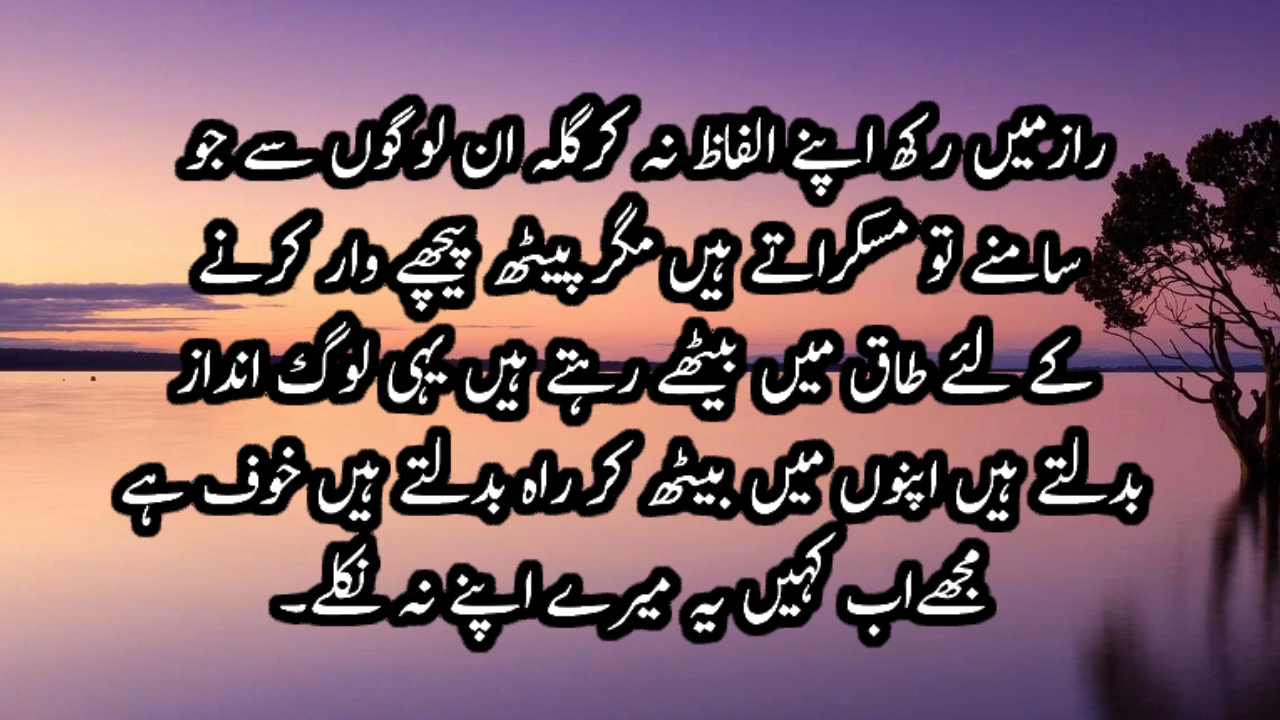 راز میں رکھ اپنے الفاظ نہ کر گلہ ان لوگوں سے جو
سامنے تو مسکراتے ہیں مگر پیٹھ پیچھے وار کرنے
کے لئے طاق میں بیٹھے رہتے ہیں یہی لوگ انداز
بدلتے ہیں اپنوں میں بیٹھ کر راہ بدلتے ہیں خوف ہے
مجھے اب کہیں یہ میرے اپنے نہ نکلے۔